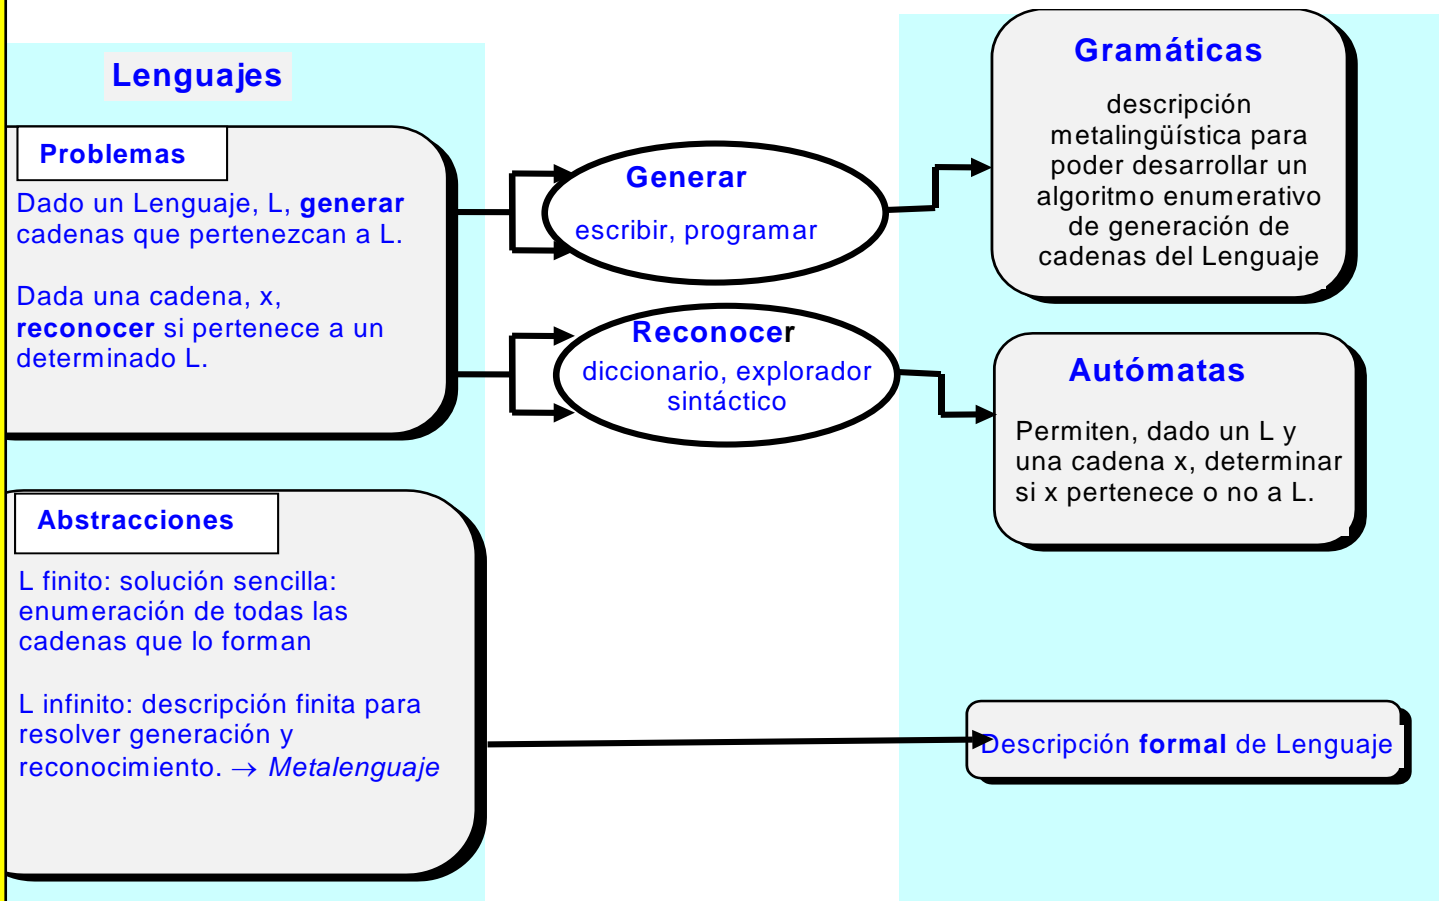 Lenguajes
Problemas
Dado un Lenguaje, L, generar
cadenas que pertenezcan a L.
Dada una cadena, x,
reconocer si pertenece a un
determinado L.
Abstracciones
L finito: solución sencilla:
enumeración de todas las
cadenas que lo forman
L infinito: descripción finita para
resolver generación y
reconocimiento. → Metalenguaje
Generar
escribir, programar
Reconocer
diccionario, explorador
sintáctico
Gramáticas
descripción
metalingüística para
poder desarrollar un
algoritmo enumerativo
de generación de
cadenas del Lenguaje
Autómatas
Permiten, dado un L y
una cadena x, determinar
si x pertenece o no a L.
Descripción formal de Lenguaje